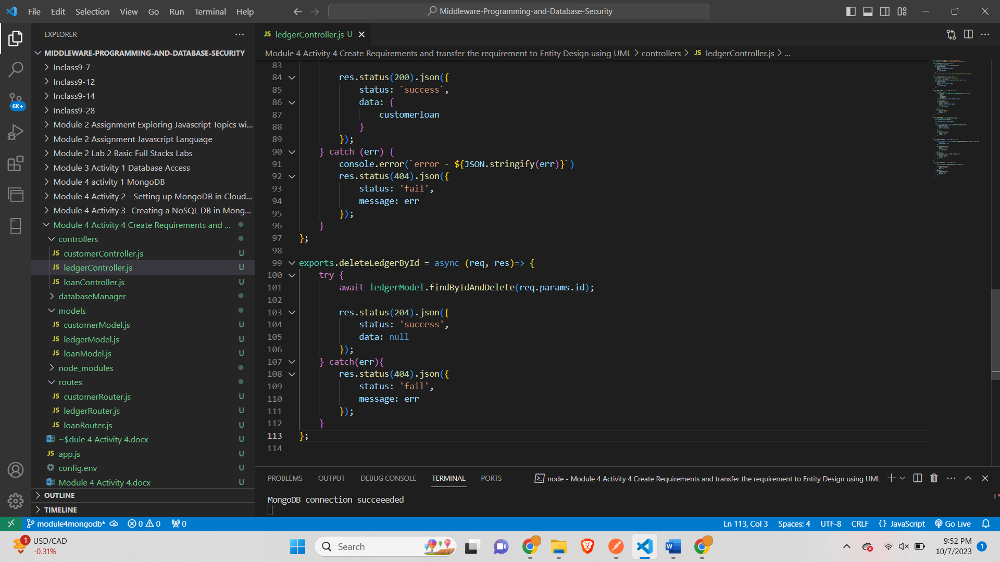 File Edit Selection View Go Run Terminal Help
Middleware-Programming-and-Database-Security
EXPLORER
MIDDLEWARE-PROGRAMMING-AND-DATABASE-SECURITY
Inclass9-7
Inclass9-12
Inclass9-14
Inclass9-28
Module 2 Assignment Exploring Javascript Topics wi...
Module 2 Assignment Javascript Language
Module 2 Lab 2 Basic Full Stacks Labs
Module 3 Activity 1 Database Access
Module 4 activity 1 MongoDB
Module 4 Activity 2 - Setting up MongoDB in Cloud...
Module 4 Activity 3- Creating a NoSQL DB in Mong...
Module 4 Activity 4 Create Requirements and ...
controllers
JS customerController.js U
JS ledgerController.js U
JS loanController.js U
databaseManager
models
JS customerModel.js U
JS ledgerModel.js U
JS loanModel.js U
node_modules
routes
JS customerRouter.js U
JS ledgerRouter.js U
JS loanRouter.js U
~$dule 4 Activity 4.docx U
JS app.js U
config.env U
Module 4 Activity 4.docx U
OUTLINE
TIMELINE
6K+
JS ledgerController.js U
Module 4 Activity 4 Create Requirements and transfer the requirement to Entity Design using UML > controllers > JS ledgerController.js > ...
83
84 res.status(200).json({
85 status: `success`,
86 data: {
87 customerloan
88 }
89 });
90 } catch (err) {
91 console.error(`error - ${JSON.stringify(err)}`)
92 res.status(404).json({
93 status: 'fail',
94 message: err
95 });
96 }
97 };
98
99 exports.deleteLedgerById = async (req, res)=> {
100 try {
101 await ledgerModel.findByIdAndDelete(req.params.id);
102
103 res.status(204).json({
104 status: 'success',
105 data: null
106 });
107 } catch(err){
108 res.status(404).json({
109 status: 'fail',
110 message: err
111 });
112 }
113 };
114
PROBLEMS OUTPUT DEBUG CONSOLE TERMINAL PORTS
node - Module 4 Activity 4 Create Requirements and transfer the requirement to Entity Design using UML
MongoDB connection succeeeded
module4mongodb* 0 0 0
Ln 113, Col 3 Spaces: 4 UTF-8 CRLF {} JavaScript Go Live
1
USD/CAD
-0.31%
Search
9:52 PM
10/7/2023
1